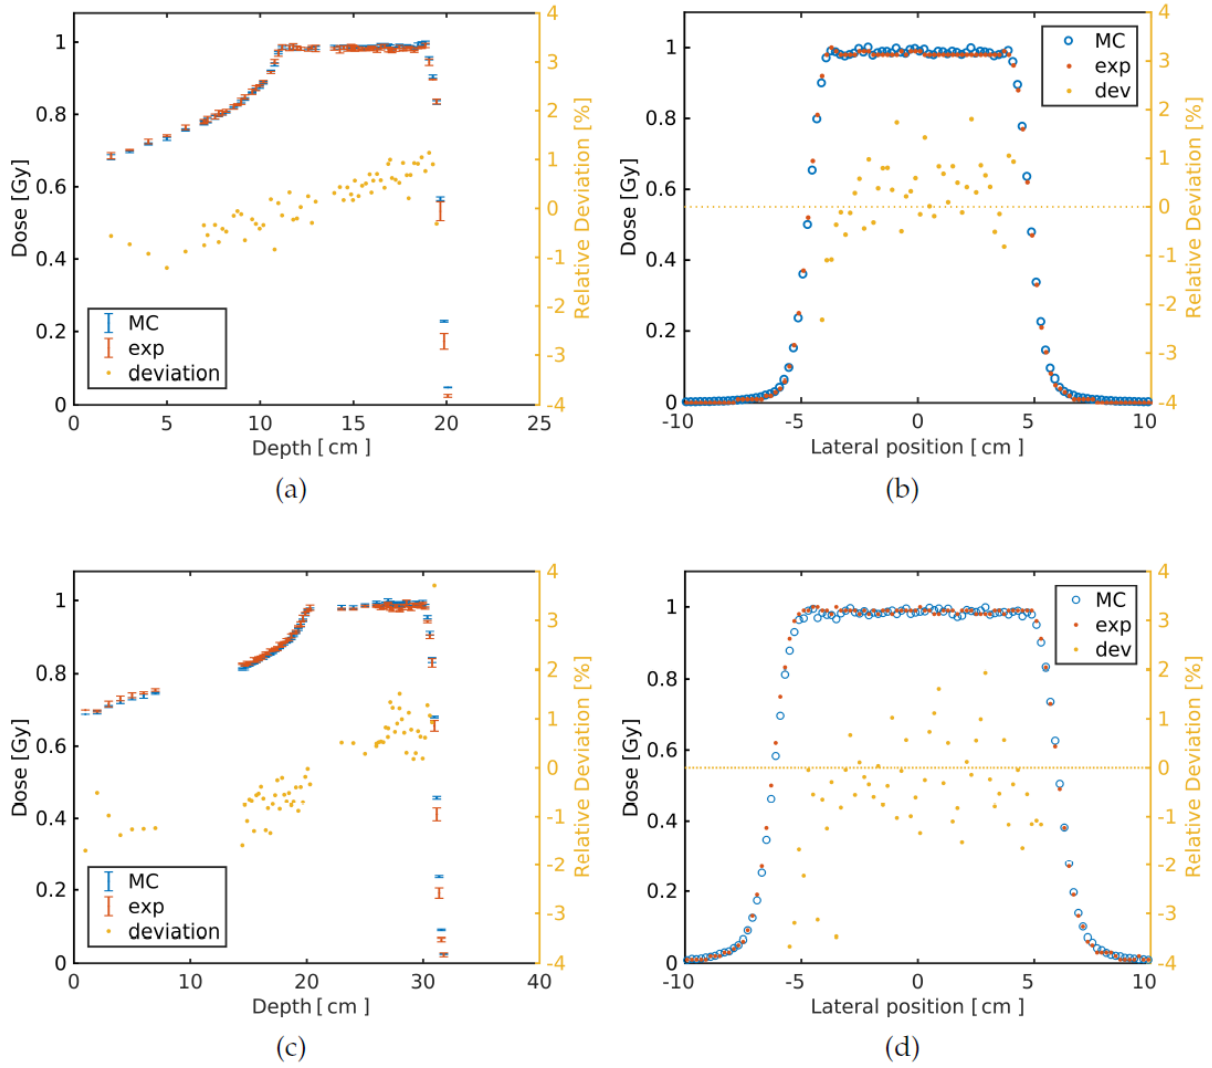 1
0.8
0.6
0.4
0.2
0
Dose [Gy]
4
3
2
1
0
-1
-2
-3
-4
Relative Deviation [%]
MC
exp
deviation
0 5 10 15 20 25
Depth [ cm ]
(a)
1
0.8
0.6
0.4
0.2
0
Dose [Gy]
4
3
2
1
0
-1
-2
-3
-4
Relative Deviation [%]
MC
exp
dev
-10 -5 0 5 10
Lateral position [ cm ]
(b)
1
0.8
0.6
0.4
0.2
0
Dose [Gy]
4
3
2
1
0
-1
-2
-3
-4
Relative Deviation [%]
MC
exp
deviation
0 10 20 30 40
Depth [ cm ]
(c)
1
0.8
0.6
0.4
0.2
0
Dose [Gy]
4
3
2
1
0
-1
-2
-3
-4
Relative Deviation [%]
MC
exp
dev
-10 -5 0 5 10
Lateral position [ cm ]
(d)